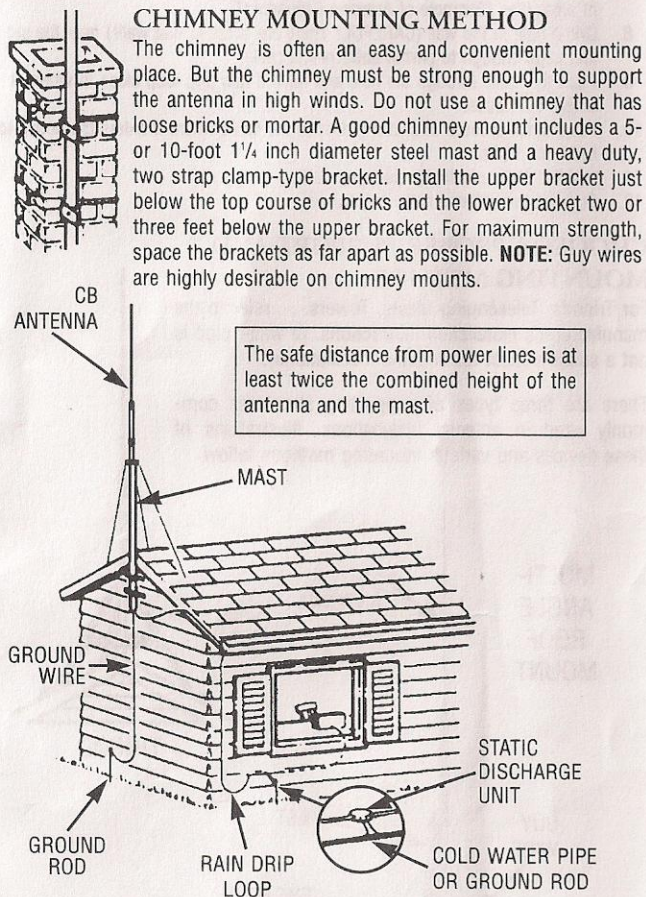 CHIMNEY MOUNTING METHOD
The chimney is often an easy and convenient mounting
place. But the chimney must be strong enough to support
the antenna in high winds. Do not use a chimney that has
loose bricks or mortar. A good chimney mount includes a 5-
or 10-foot 1¼ inch diameter steel mast and a heavy duty,
two strap clamp-type bracket. Install the upper bracket just
below the top course of bricks and the lower bracket two or
three feet below the upper bracket. For maximum strength,
space the brackets as far apart as possible. NOTE: Guy wires
are highly desirable on chimney mounts.
CB
ANTENNA
The safe distance from power lines is at
least twice the combined height of the
antenna and the mast.
MAST
GROUND
WIRE
STATIC
DISCHARGE
UNIT
GROUND
ROD
RAIN DRIP
LOOP
COLD WATER PIPE
OR GROUND ROD